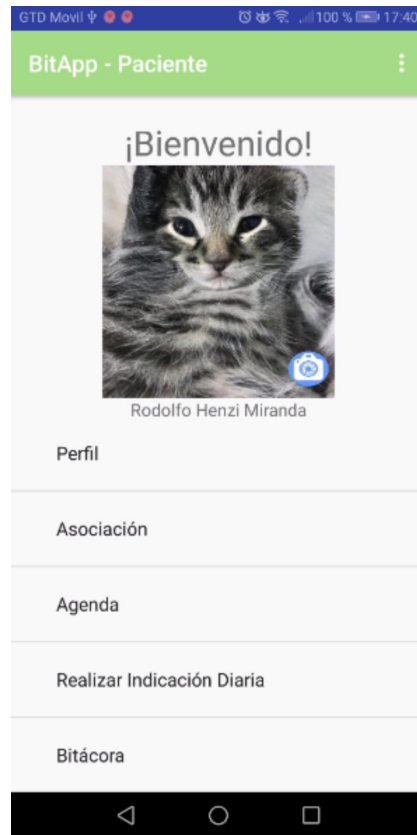 GTD Movil 100 % 17:40
BitApp - Paciente
¡Bienvenido!
Rodolfo Henzi Miranda
Perfil
Asociación
Agenda
Realizar Indicación Diaria
Bitácora